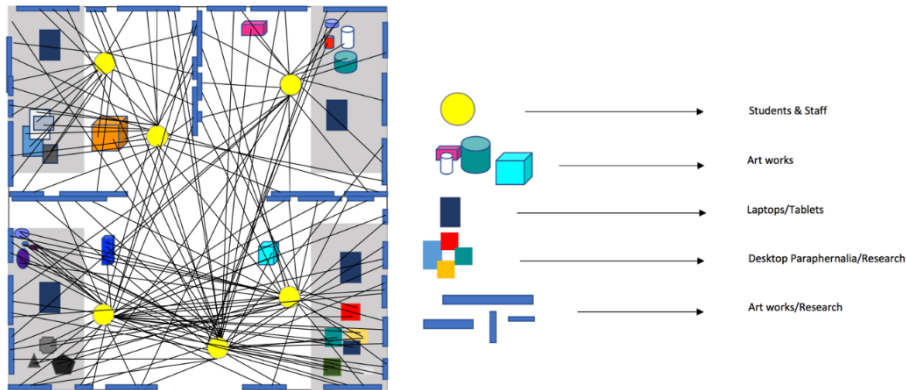 Students & Staff
Art works
Laptops/Tablets
Desktop Paraphernalia/Research
Art works/Research